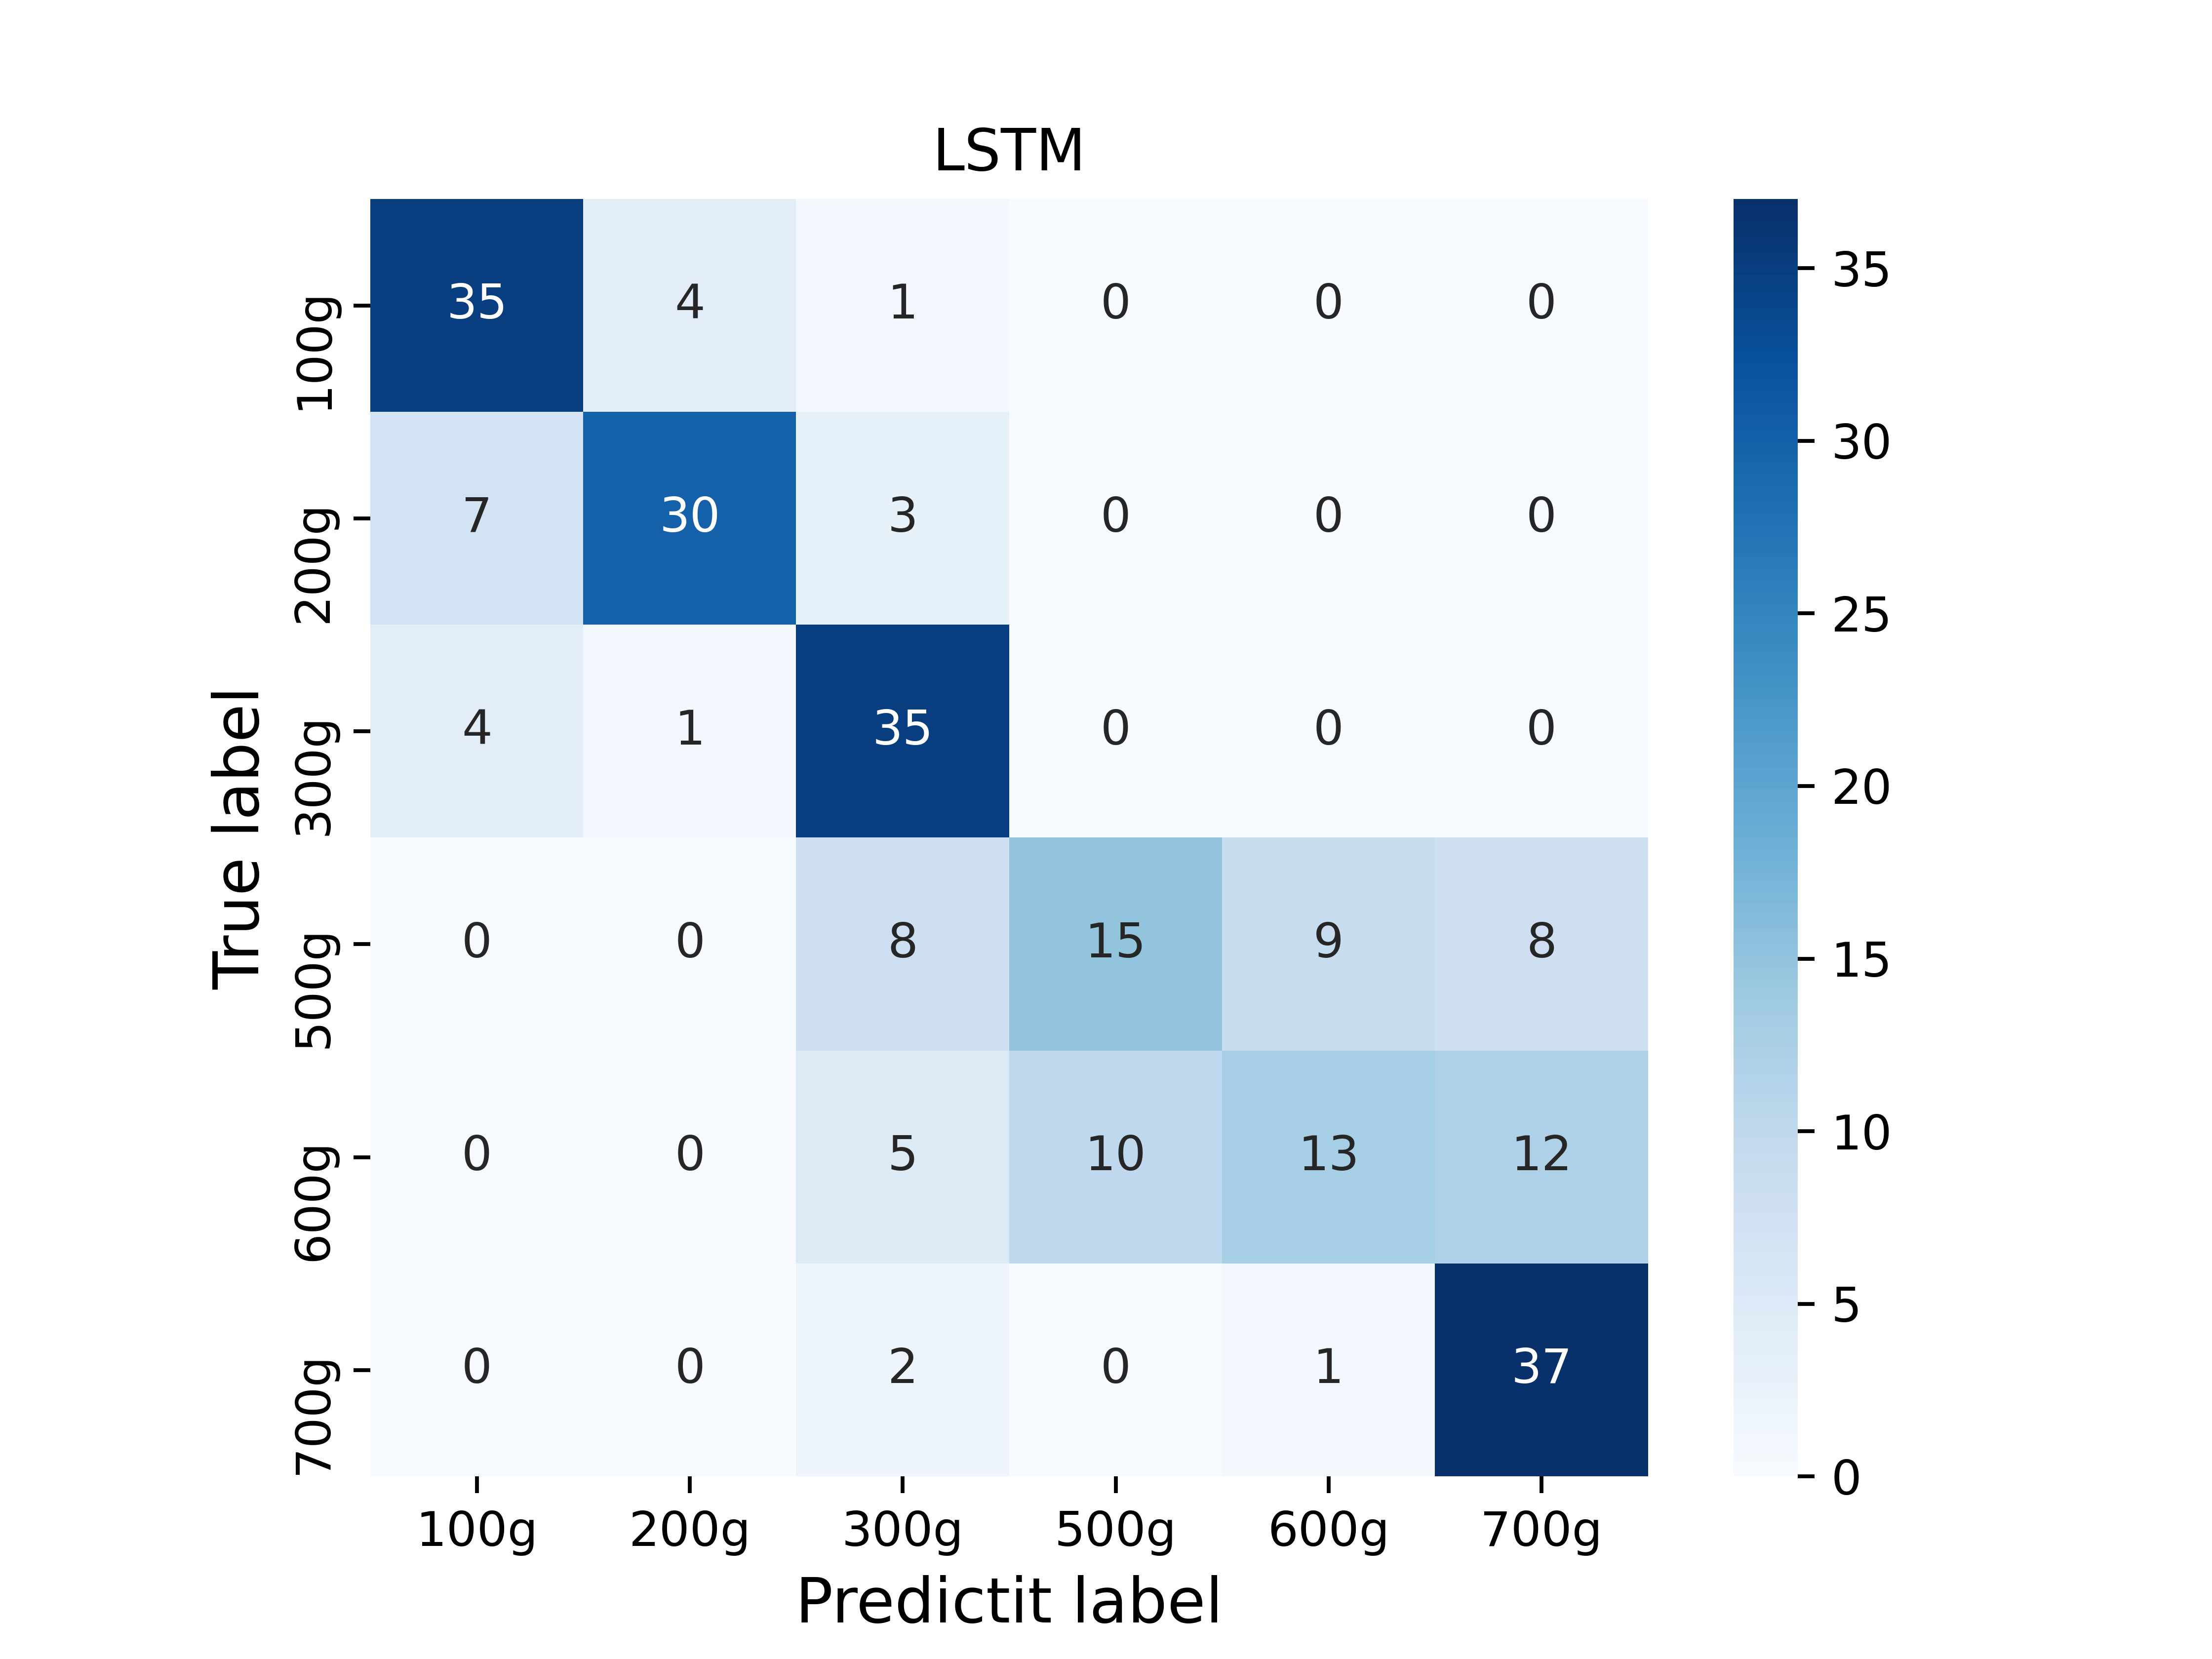 LSTM
True label
100g 35 4 1 0 0 0
200g 7 30 3 0 0 0
300g 4 1 35 0 0 0
500g 0 0 8 15 9 8
600g 0 0 5 10 13 12
700g 0 0 2 0 1 37
100g 200g 300g 500g 600g 700g
Predictit label
35
30
25
20
15
10
5
0